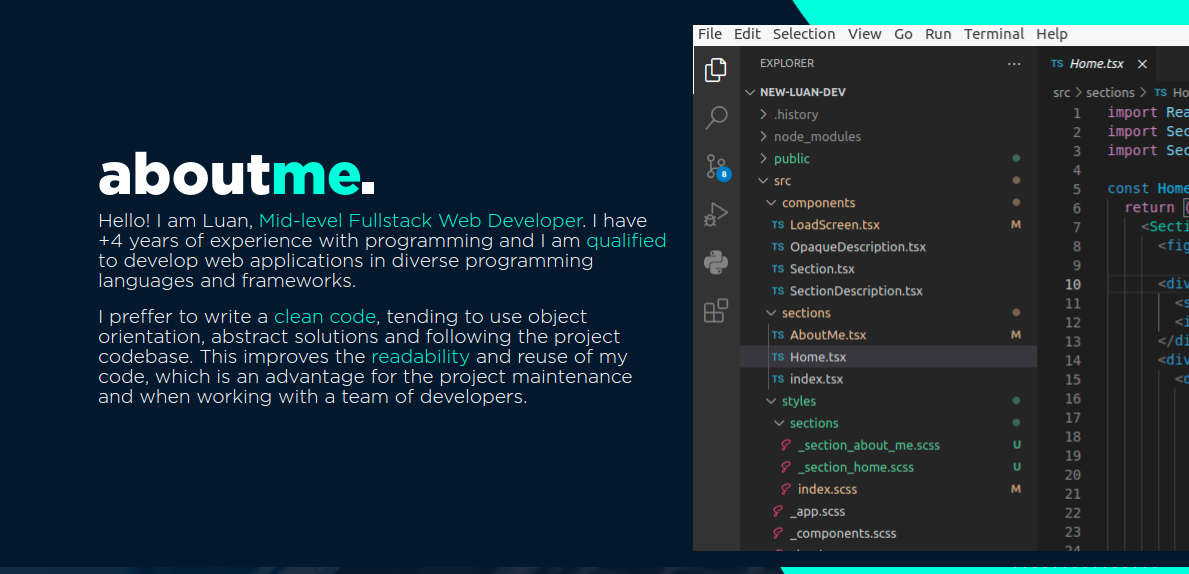 aboutme.
Hello! I am Luan, Mid-level Fullstack Web Developer. I have
+4 years of experience with programming and I am qualified
to develop web applications in diverse programming
languages and frameworks.
I preffer to write a clean code, tending to use object
orientation, abstract solutions and following the project
codebase. This improves the readability and reuse of my
code, which is an advantage for the project maintenance
and when working with a team of developers.
File Edit Selection View Go Run Terminal Help
EXPLORER ···
NEW-LUAN-DEV
.history
node_modules
public
src
components
TS LoadScreen.tsx M
TS OpaqueDescription.tsx
TS Section.tsx
TS SectionDescription.tsx
sections
TS AboutMe.tsx M
TS Home.tsx
TS index.tsx
styles
sections
_section_about_me.scss U
_section_home.scss U
index.scss M
_app.scss
_components.scss
8
TS Home.tsx ×
src > sections > TS Ho
1 import Rea
2 import Sec
3 import Sec
4
5 const Home
6 return (
7 <Secti
8 <fig
9
10 <div
11 <s
12 <i
13 </di
14 <div
15 <d
16
17
18
19
20
21
22
23
24